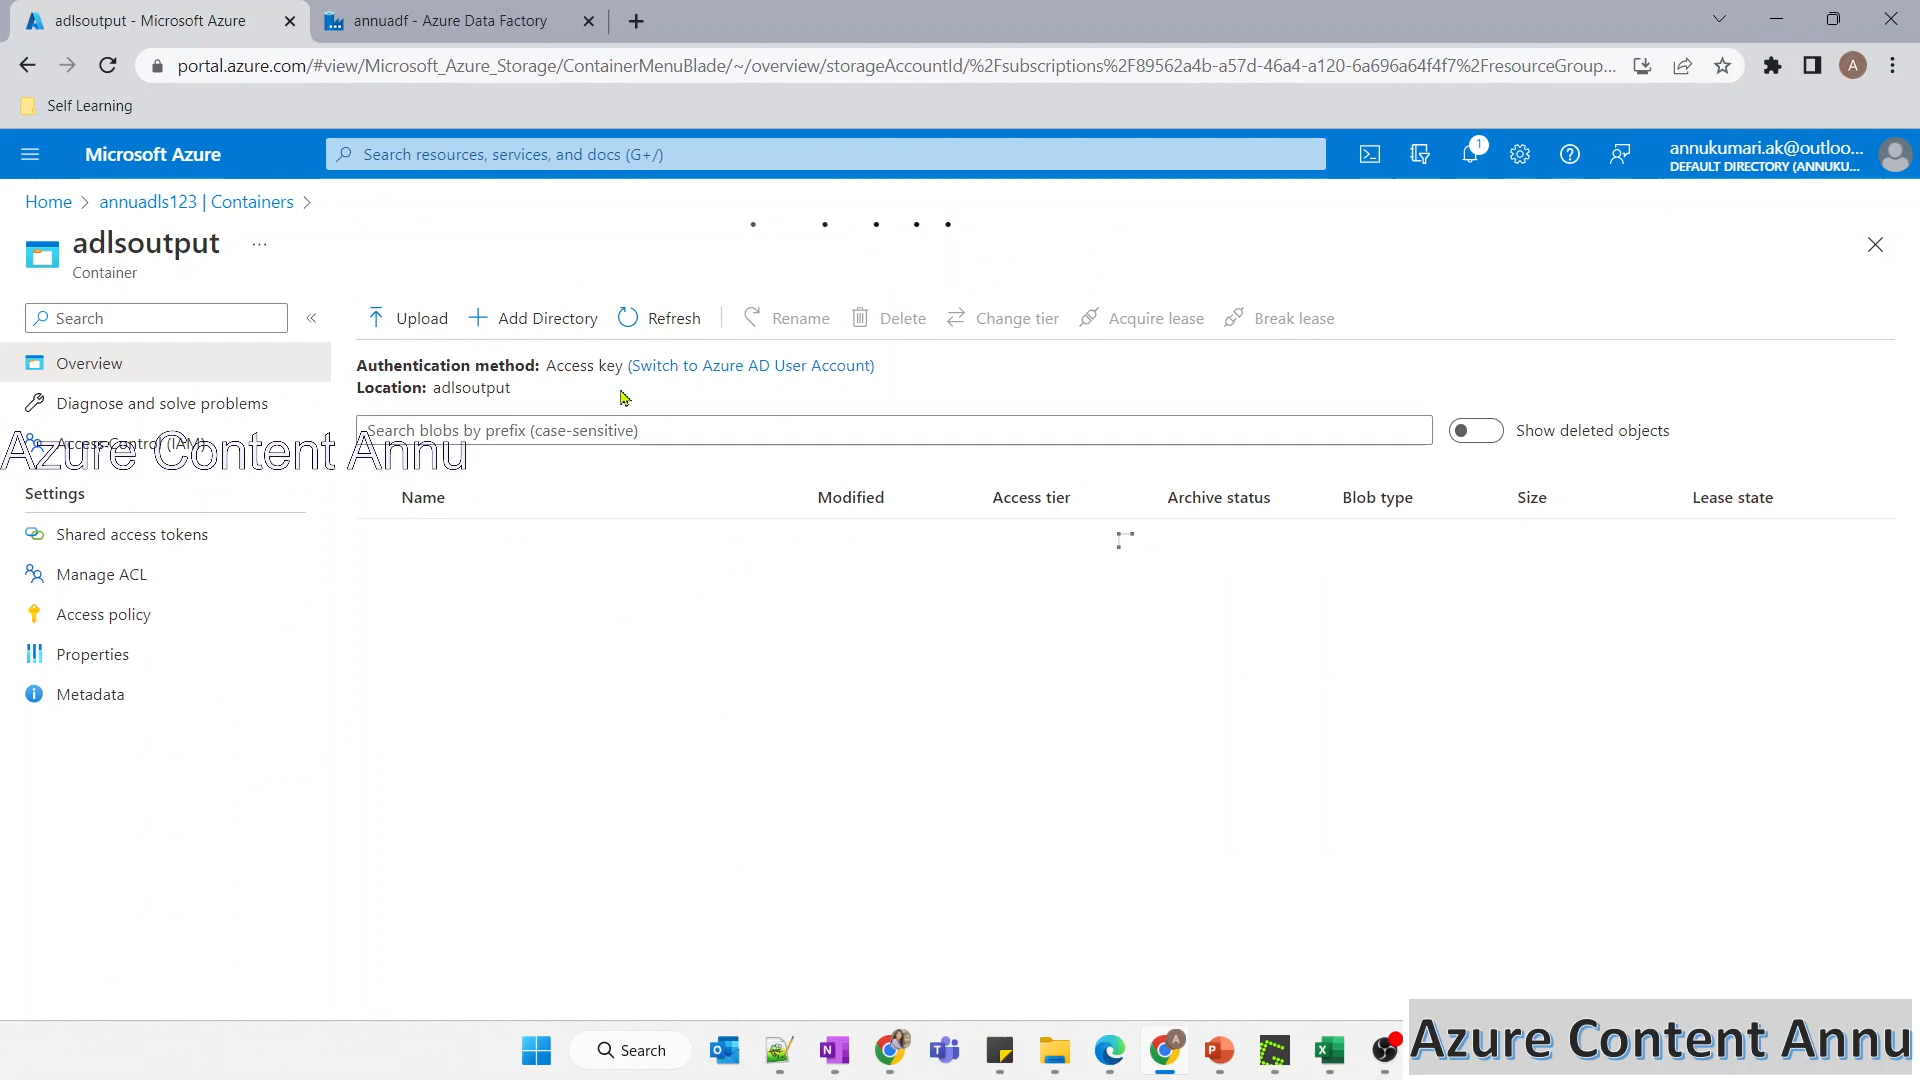 adlsoutput - Microsoft Azure
annuadf - Azure Data Factory
portal.azure.com/#view/Microsoft_Azure_Storage/ContainerMenuBlade/~/overview/storageAccountId/%2Fsubscriptions%2F89562a4b-a57d-46a4-a120-6a696a64f4f7%2FresourceGroup...
A
Self Learning
Microsoft Azure
Search resources, services, and docs (G+/)
1
annukumari.ak@outloo...
DEFAULT DIRECTORY (ANNUKU...
Home > annuadls123 | Containers >
adlsoutput ...
Container
Search
«
Upload
Add Directory
Refresh
Rename
Delete
Change tier
Acquire lease
Break lease
Overview
Diagnose and solve problems
Access Control (IAM)
Azure Content Annu
Settings
Shared access tokens
Manage ACL
Access policy
Properties
Metadata
Authentication method: Access key (Switch to Azure AD User Account)
Location: adlsoutput
Search blobs by prefix (case-sensitive)
Show deleted objects
Name Modified Access tier Archive status Blob type Size Lease state
Search
Azure Content Annu